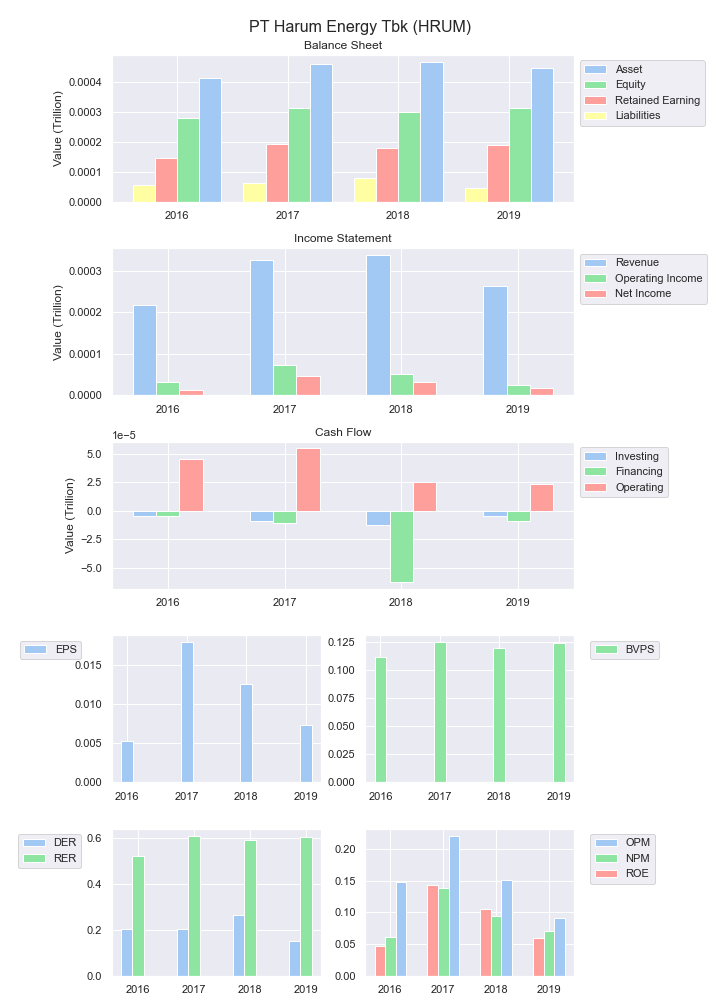 PT Harum Energy Tbk (HRUM)
Balance Sheet
Value (Trillion)
0.0004
0.0003
0.0002
0.0001
0.0000
2016 2017 2018 2019
Asset
Equity
Retained Earning
Liabilities
Income Statement
Value (Trillion)
0.0003
0.0002
0.0001
0.0000
2016 2017 2018 2019
Revenue
Operating Income
Net Income
Cash Flow
1e−5
Value (Trillion)
5.0
2.5
0.0
−2.5
−5.0
2016 2017 2018 2019
Investing
Financing
Operating
EPS
0.015
0.010
0.005
0.000
2016 2017 2018 2019
0.125
0.100
0.075
0.050
0.025
0.000
2016 2017 2018 2019
BVPS
DER
RER
0.6
0.4
0.2
0.0
2016 2017 2018 2019
0.20
0.15
0.10
0.05
0.00
2016 2017 2018 2019
OPM
NPM
ROE